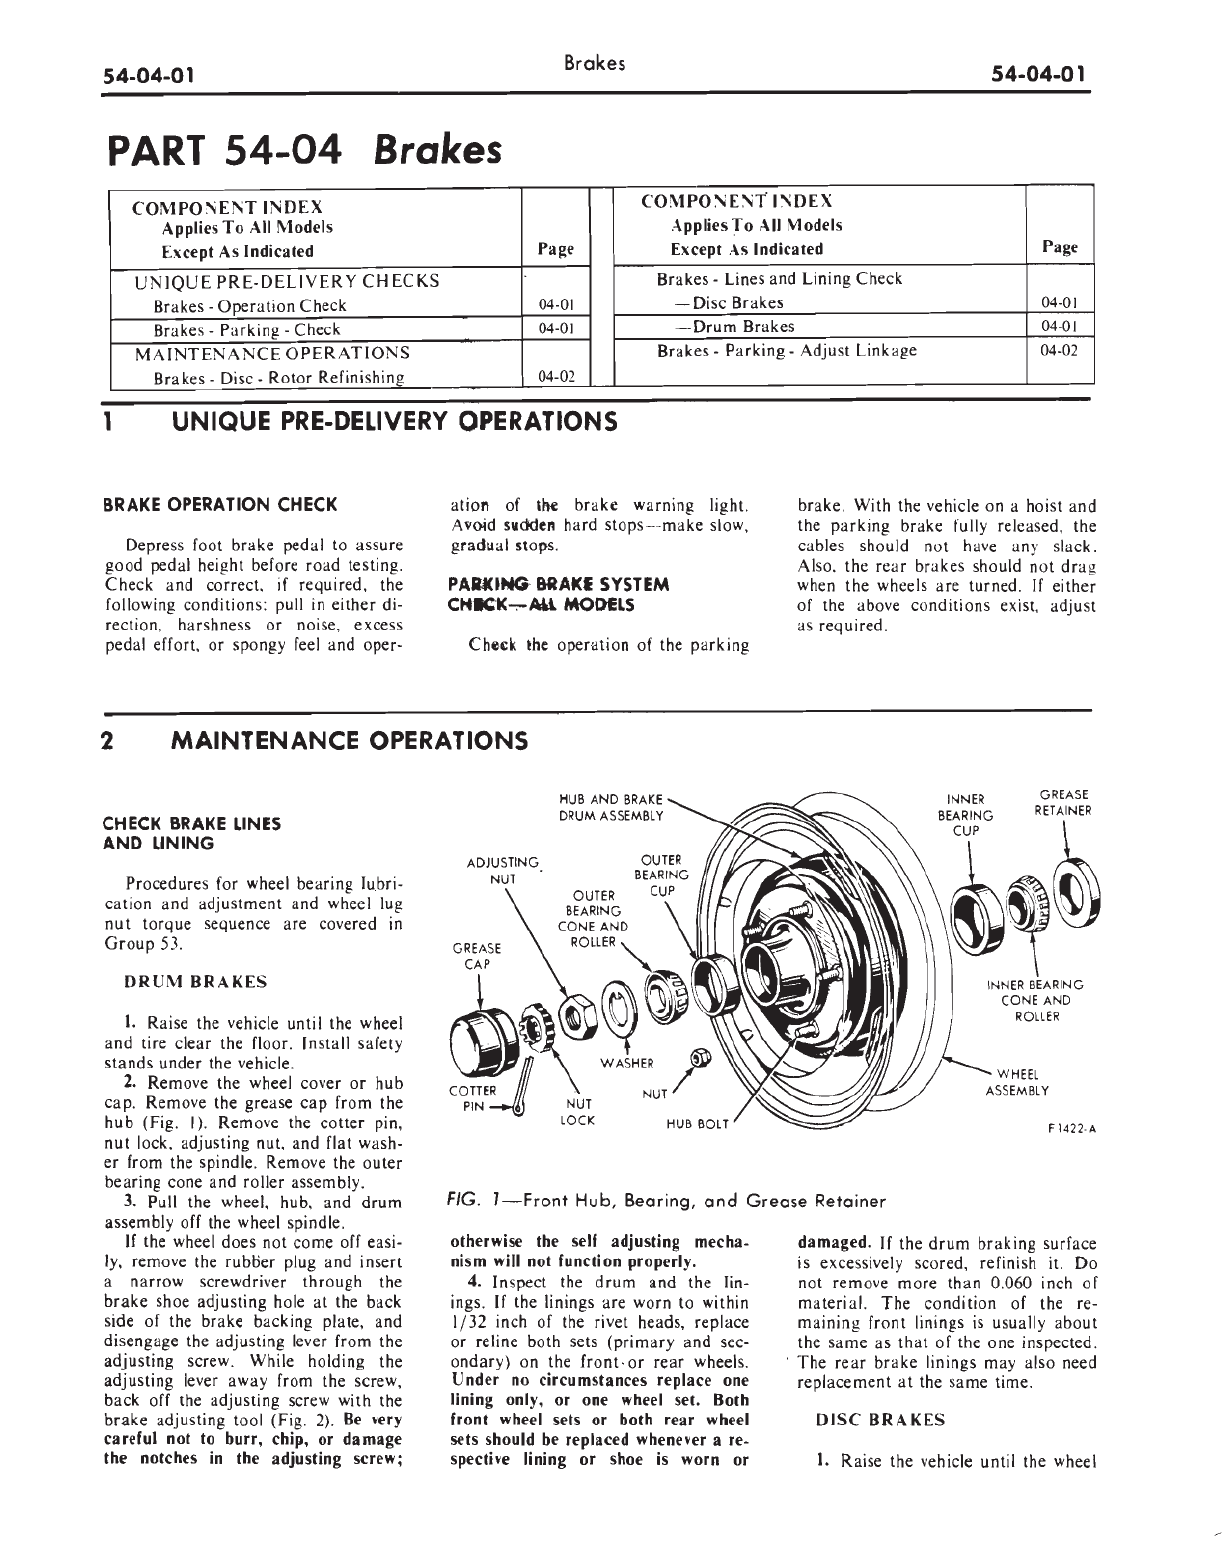 54-04-01
Brakes
54-04-01
PART 54-04 Brakes
COMPONENT INDEX
Applies To All Models
Except As Indicated
Page
UNIQUE PRE-DELIVERY CHECKS
Brakes - Operation Check
04-01
Brakes - Parking - Check
04-01
MAINTENANCE OPERATIONS
Brakes - Disc - Rotor Refinishing
04-02
COMPONENT INDEX
Applies To All Models
Except As Indicated
Page
Brakes - Lines and Lining Check
—Disc Brakes
04-01
—Drum Brakes
04-01
Brakes - Parking - Adjust Linkage
04-02
1 UNIQUE PRE-DELIVERY OPERATIONS
BRAKE OPERATION CHECK
Depress foot brake pedal to assure
good pedal height before road testing.
Check and correct, if required, the
following conditions: pull in either di-
rection, harshness or noise, excess
pedal effort, or spongy feel and oper-
ation of the brake warning light.
Avoid sudden hard stops—make slow,
gradual stops.
PARKING BRAKE SYSTEM
CHECK—ALL MODELS
Check the operation of the parking
brake. With the vehicle on a hoist and
the parking brake fully released, the
cables should not have any slack.
Also, the rear brakes should not drag
when the wheels are turned. If either
of the above conditions exist, adjust
as required.
2 MAINTENANCE OPERATIONS
CHECK BRAKE LINES
AND LINING
Procedures for wheel bearing lubri-
cation and adjustment and wheel lug
nut torque sequence are covered in
Group 53.
DRUM BRAKES
1. Raise the vehicle until the wheel
and tire clear the floor. Install safety
stands under the vehicle.
2. Remove the wheel cover or hub
cap. Remove the grease cap from the
hub (Fig. 1). Remove the cotter pin,
nut lock, adjusting nut, and flat wash-
er from the spindle. Remove the outer
bearing cone and roller assembly.
3. Pull the wheel, hub, and drum
assembly off the wheel spindle.
If the wheel does not come off easi-
ly, remove the rubber plug and insert
a narrow screwdriver through the
brake shoe adjusting hole at the back
side of the brake backing plate, and
disengage the adjusting lever from the
adjusting screw. While holding the
adjusting lever away from the screw,
back off the adjusting screw with the
brake adjusting tool (Fig. 2). Be very
careful not to burr, chip, or damage
the notches in the adjusting screw;
HUB AND BRAKE
DRUM ASSEMBLY
INNER
BEARING
CUP
GREASE
RETAINER
ADJUSTING
NUT
OUTER
BEARING
CUP
OUTER
BEARING
CONE AND
ROLLER
GREASE
CAP
INNER BEARING
CONE AND
ROLLER
WASHER
WHEEL
ASSEMBLY
COTTER
PIN
NUT
LOCK
NUT
HUB BOLT
F1422-A
FIG. 1—Front Hub, Bearing, and Grease Retainer
otherwise the self adjusting mecha-
nism will not function properly.
4. Inspect the drum and the lin-
ings. If the linings are worn to within
1/32 inch of the rivet heads, replace
or reline both sets (primary and sec-
ondary) on the front or rear wheels.
Under no circumstances replace one
lining only, or one wheel set. Both
front wheel sets or both rear wheel
sets should be replaced whenever a re-
spective lining or shoe is worn or
damaged. If the drum braking surface
is excessively scored, refinish it. Do
not remove more than 0.060 inch of
material. The condition of the re-
maining front linings is usually about
the same as that of the one inspected.
The rear brake linings may also need
replacement at the same time.
DISC BRAKES
1. Raise the vehicle until the wheel